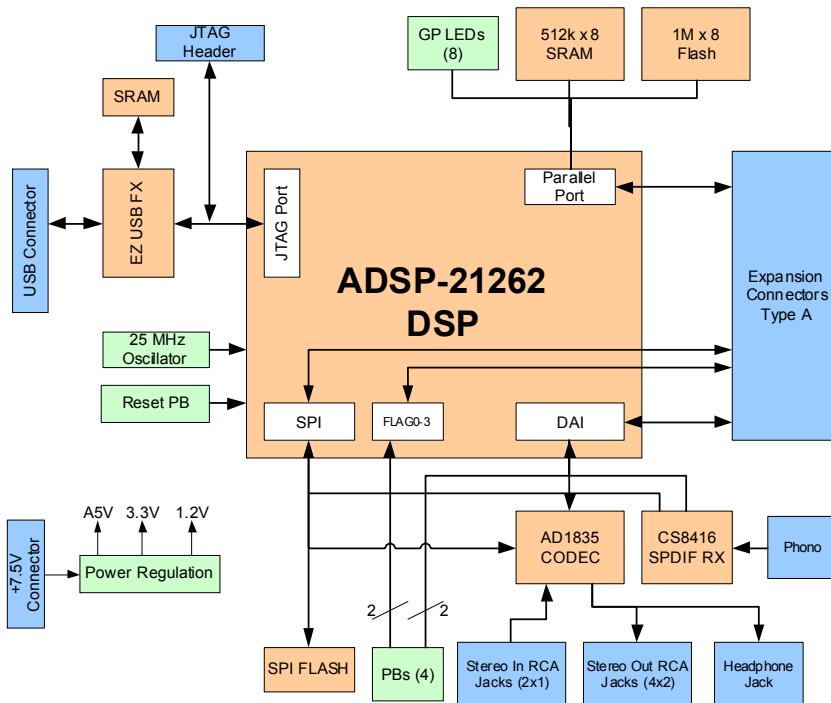 JTAG
Header
GP LEDs
(8)
512k x 8
SRAM
1M x 8
Flash
SRAM
USB Connector
EZ USB FX
JTAG Port
Parallel
Port
ADSP-21262
DSP
Expansion
Connectors
Type A
25 MHz
Oscillator
Reset PB
SPI
FLAG0-3
DAI
A5V
3.3V
1.2V
+7.5V
Connector
Power Regulation
AD1835
CODEC
CS8416
SPDIF RX
Phono
2
2
SPI FLASH
PBs (4)
Stereo In RCA
Jacks (2x1)
Stereo Out RCA
Jacks (4x2)
Headphone
Jack